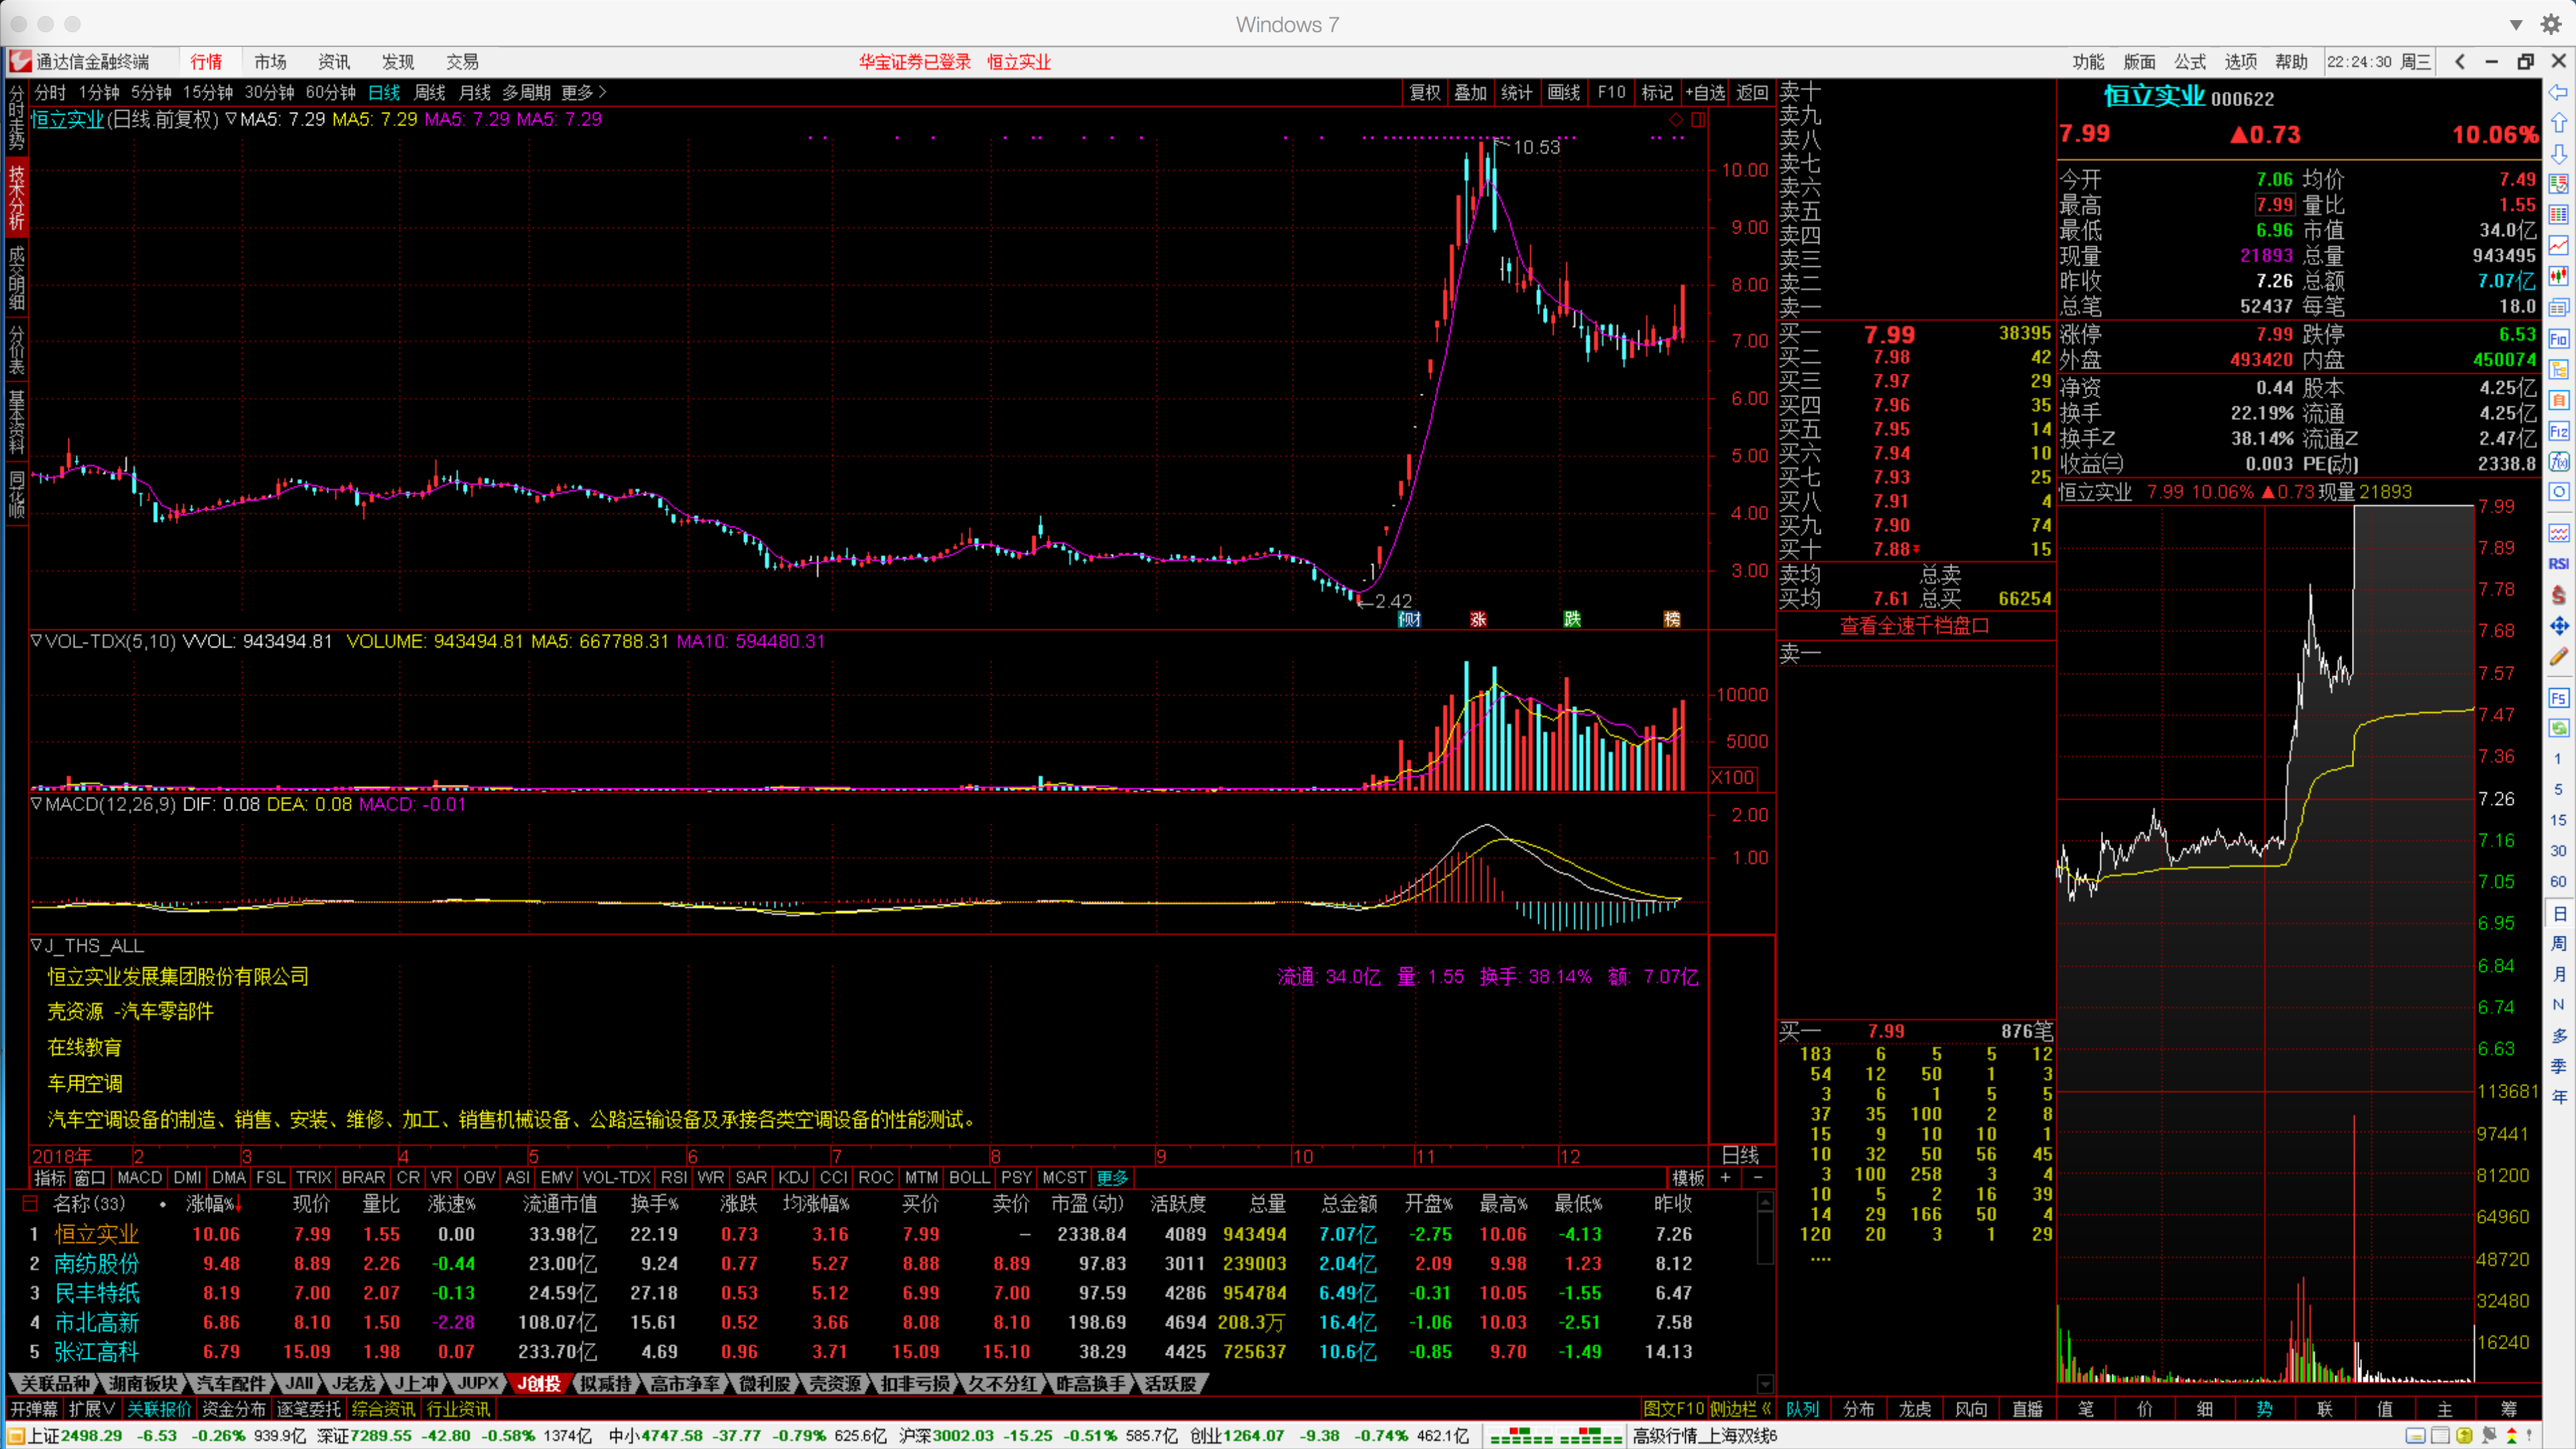 Windows 7
通达信金融终端 行情 市场 资讯 发现 交易 华宝证券已登录 恒立实业 功能 版面 公式 选项 帮助 22:24:30 周三
分时 1分钟 5分钟 15分钟 30分钟 60分钟 日线 周线 月线 多周期 更多 复权 叠加 统计 画线 F10 标记 +自选 返回
分时走势
技术分析
成交明细
分价表
基本资料
同花顺
恒立实业(日线.前复权) MA5: 7.29 MA5: 7.29 MA5: 7.29 MA5: 7.29
10.53
10.00
9.00
8.00
7.00
6.00
5.00
4.00
3.00
2.42
财 涨 跌 榜
VOL-TDX(5,10) VVOL: 943494.81 VOLUME: 943494.81 MA5: 667788.31 MA10: 594480.31
10000
5000
X100
MACD(12,26,9) DIF: 0.08 DEA: 0.08 MACD: -0.01
2.00
1.00
J_THS_ALL
恒立实业发展集团股份有限公司 流通: 34.0亿 量: 1.55 换手: 38.14% 额: 7.07亿
壳资源 -汽车零部件
在线教育
车用空调
汽车空调设备的制造、销售、安装、维修、加工、销售机械设备、公路运输设备及承接各类空调设备的性能测试。
2018年 2 3 4 5 6 7 8 9 10 11 12 日线
指标 窗口 MACD DMI DMA FSL TRIX BRAR CR VR OBV ASI EMV VOL-TDX RSI WR SAR KDJ CCI ROC MTM BOLL PSY MCST 更多 模板 + −
名称(33) 涨幅%↓ 现价 量比 涨速% 流通市值 换手% 涨跌 均涨幅% 买价 卖价 市盈(动) 活跃度 总量 总金额 开盘% 最高% 最低% 昨收
1 恒立实业 10.06 7.99 1.55 0.00 33.98亿 22.19 0.73 3.16 7.99 – 2338.84 4089 943494 7.07亿 -2.75 10.06 -4.13 7.26
2 南纺股份 9.48 8.89 2.26 -0.44 23.00亿 9.24 0.77 5.27 8.88 8.89 97.83 3011 239003 2.04亿 2.09 9.98 1.23 8.12
3 民丰特纸 8.19 7.00 2.07 -0.13 24.59亿 27.18 0.53 5.12 6.99 7.00 97.59 4286 954784 6.49亿 -0.31 10.05 -1.55 6.47
4 市北高新 6.86 8.10 1.50 -2.28 108.07亿 15.61 0.52 3.66 8.08 8.10 198.69 4694 208.3万 16.4亿 -1.06 10.03 -2.51 7.58
5 张江高科 6.79 15.09 1.98 0.07 233.70亿 4.69 0.96 3.71 15.09 15.10 38.29 4425 725637 10.6亿 -0.85 9.70 -1.49 14.13
关联品种 湖南板块 汽车配件 JAll J老龙 J上冲 JUPX J创投 拟减持 高市净率 微利股 壳资源 扣非亏损 久不分红 昨高换手 活跃股
开弹幕 扩展∨ 关联报价 资金分布 逐笔委托 综合资讯 行业资讯 图文F10 侧边栏《
卖十
卖九
卖八
卖七
卖六
卖五
卖四
卖三
卖二
卖一
买一 7.99 38395
买二 7.98 42
买三 7.97 29
买四 7.96 35
买五 7.95 14
买六 7.94 10
买七 7.93 25
买八 7.91 4
买九 7.90 74
买十 7.88 15
卖均 总卖
买均 7.61 总买 66254
查看全速千档盘口
卖一
买一 7.99 876笔
183 6 5 5 12
54 12 50 1 3
3 6 1 5 5
37 35 100 2 8
15 9 10 10 1
10 32 50 56 45
3 100 258 3 4
10 5 2 16 39
14 29 166 50 4
120 20 3 1 29
....
队列 分布 龙虎 风向 直播
恒立实业 000622
7.99 ▲0.73 10.06%
今开 7.06 均价 7.49
最高 7.99 量比 1.55
最低 6.96 市值 34.0亿
现量 21893 总量 943495
昨收 7.26 总额 7.07亿
总笔 52437 每笔 18.0
涨停 7.99 跌停 6.53
外盘 493420 内盘 450074
净资 0.44 股本 4.25亿
换手 22.19% 流通 4.25亿
换手Z 38.14% 流通Z 2.47亿
收益(三) 0.003 PE(动) 2338.8
恒立实业 7.99 10.06% ▲0.73 现量 21893
7.99
7.89
7.78
7.68
7.57
7.47
7.36
7.26
7.16
7.05
6.95
6.84
6.74
6.63
113681
97441
81200
64960
48720
32480
16240
笔 价 细 势 联 值 主 筹
F10
自
F12
f(x)
RSI
F5
1
5
15
30
60
日
周
月
N
多
季
年
上证2498.29 -6.53 -0.26% 939.9亿 深证7289.55 -42.80 -0.58% 1374亿 中小4747.58 -37.77 -0.79% 625.6亿 沪深3002.03 -15.25 -0.51% 585.7亿 创业1264.07 -9.38 -0.74% 462.1亿 高级行情_上海双线6